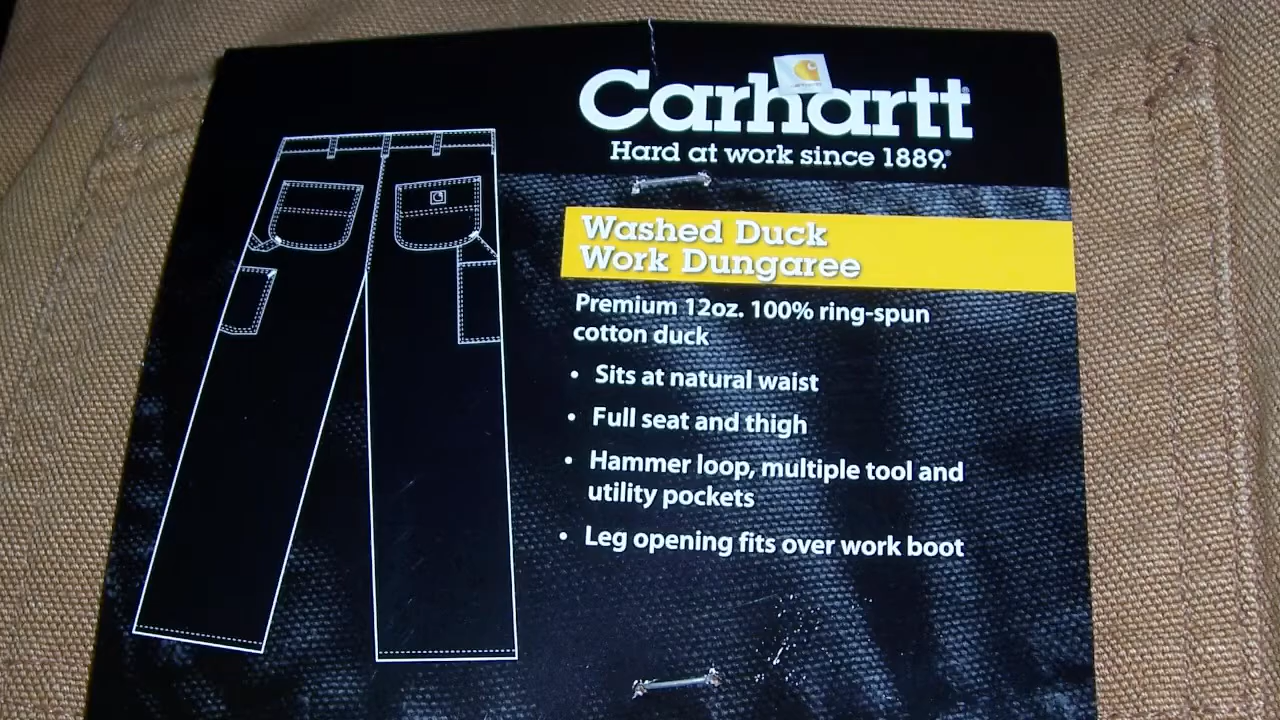 Carhartt®
Hard at work since 1889.®
Washed Duck
Work Dungaree
Premium 12oz. 100% ring-spun
cotton duck
• Sits at natural waist
• Full seat and thigh
• Hammer loop, multiple tool and
utility pockets
• Leg opening fits over work boot